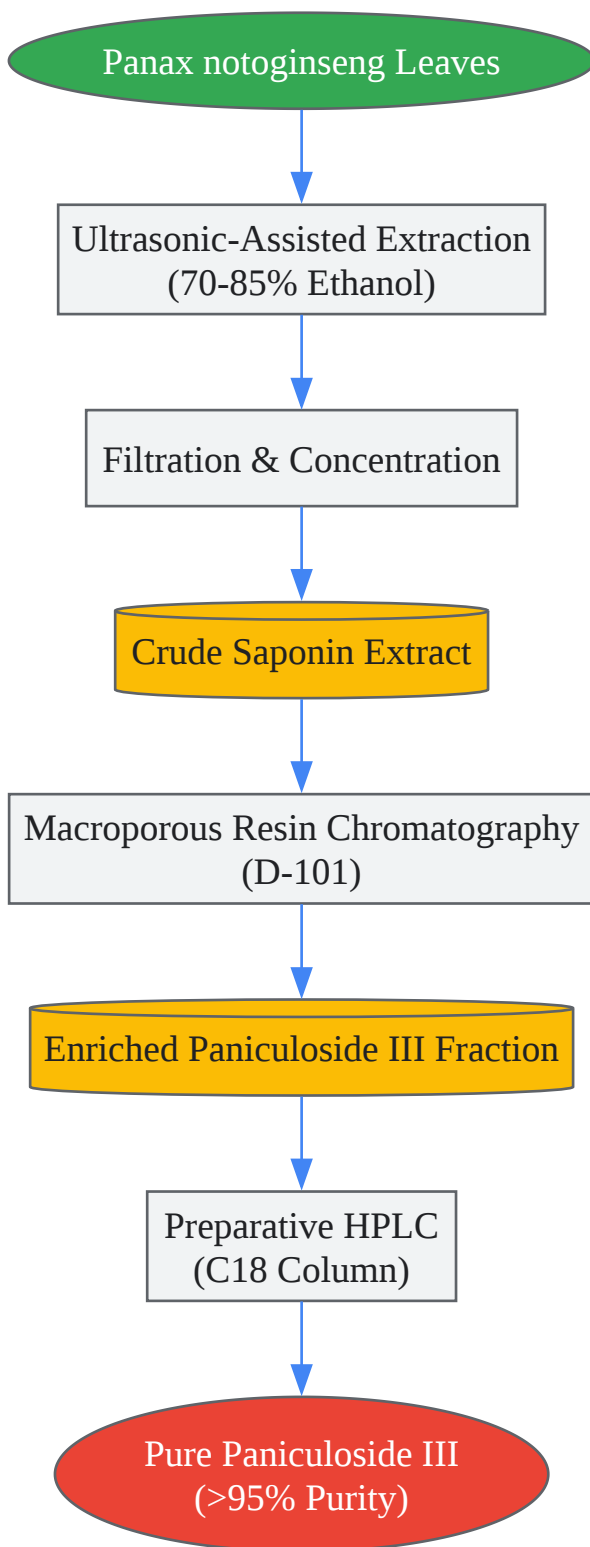 Panax notoginseng Leaves
Ultrasonic-Assisted Extraction
(70-85% Ethanol)
Filtration & Concentration
Crude Saponin Extract
Macroporous Resin Chromatography
(D-101)
Enriched Paniculoside III Fraction
Preparative HPLC
(C18 Column)
Pure Paniculoside III
(>95% Purity)